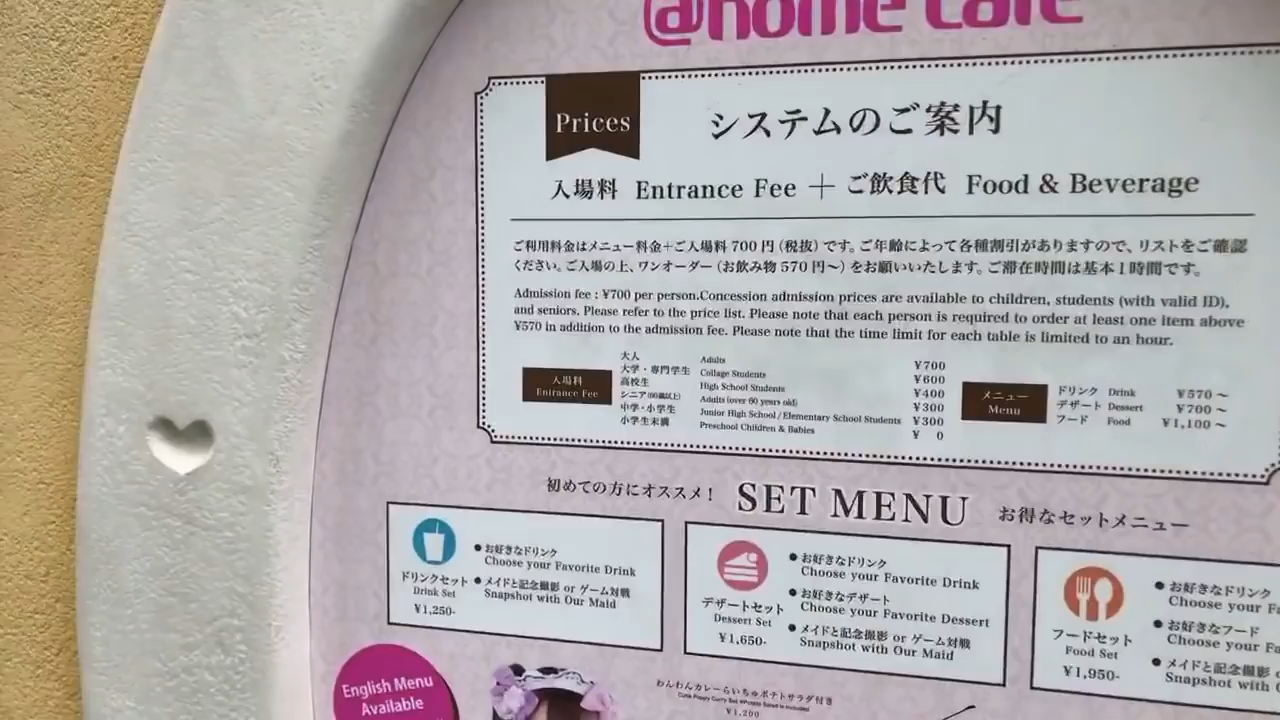 @home cafe
Prices
システムのご案内
入場料 Entrance Fee + ご飲食代 Food & Beverage
ご利用料金はメニュー料金+ご入場料 700 円（税抜）です。ご年齢によって各種割引がありますので、リストをご確認
ください。ご入場の上、ワンオーダー（お飲み物 570 円〜）をお願いいたします。ご滞在時間は基本1時間です。
Admission fee : ¥700 per person.Concession admission prices are available to children, students (with valid ID),
and seniors. Please refer to the price list. Please note that each person is required to order at least one item above
¥570 in addition to the admission fee. Please note that the time limit for each table is limited to an hour.
入場料
Entrance Fee
大人 Adults ¥700
大学・専門学生 Collage Students ¥600
高校生 High School Students ¥400
シニア(60歳以上) Adults (over 60 years old) ¥300
中学・小学生 Junior High School / Elementary School Students ¥300
小学生未満 Preschool Children & Babies ¥ 0
メニュー
Menu
ドリンク Drink ¥570 〜
デザート Dessert ¥700 〜
フード Food ¥1,100 〜
初めての方にオススメ! SET MENU お得なセットメニュー
ドリンクセット
Drink Set
¥1,250-
●お好きなドリンク
Choose your Favorite Drink
●メイドと記念撮影 or ゲーム対戦
Snapshot with Our Maid
デザートセット
Dessert Set
¥1,650-
●お好きなドリンク
Choose your Favorite Drink
●お好きなデザート
Choose your Favorite Dessert
●メイドと記念撮影 or ゲーム対戦
Snapshot with Our Maid
フードセット
Food Set
¥1,950-
●お好きなドリンク
Choose your F
●お好きなフード
Choose your Fa
●メイドと記念撮影
Snapshot with
English Menu
Available
わんわんカレーらいちゅポテトサラダ付き
¥1,200